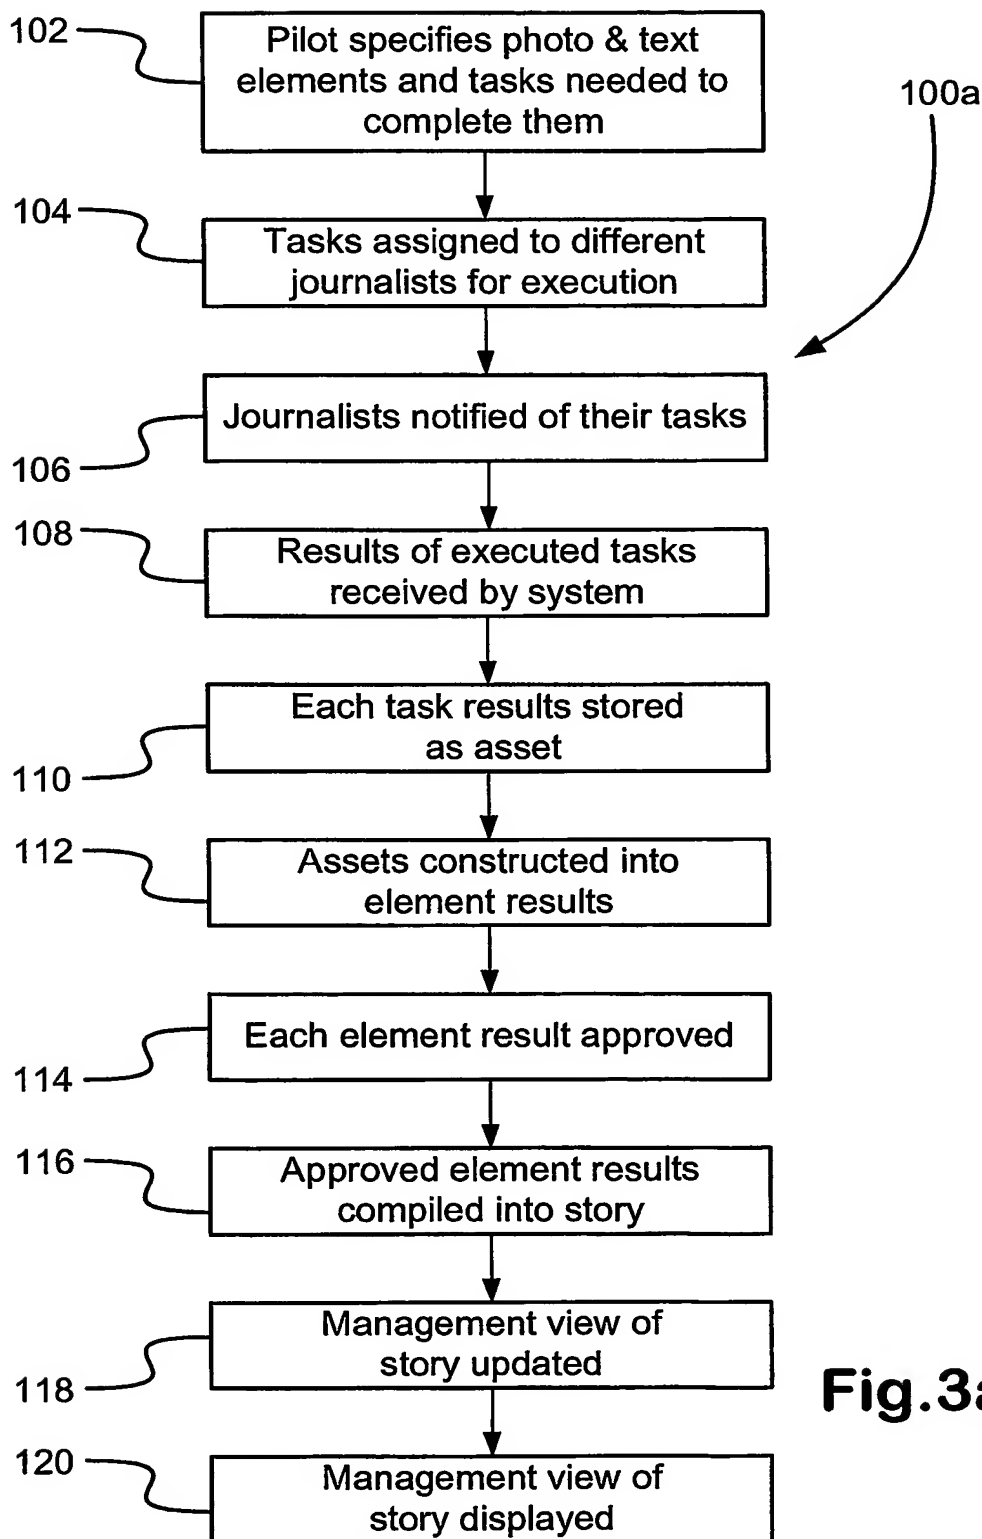 102
Pilot specifies photo & text
elements and tasks needed to
complete them
100a
104
Tasks assigned to different
journalists for execution
Journalists notified of their tasks
106
108
Results of executed tasks
received by system
Each task results stored
as asset
110
112
Assets constructed into
element results
Each element result approved
114
116
Approved element results
compiled into story
Management view of
story updated
118
Fig.3a
120
Management view of
story displayed